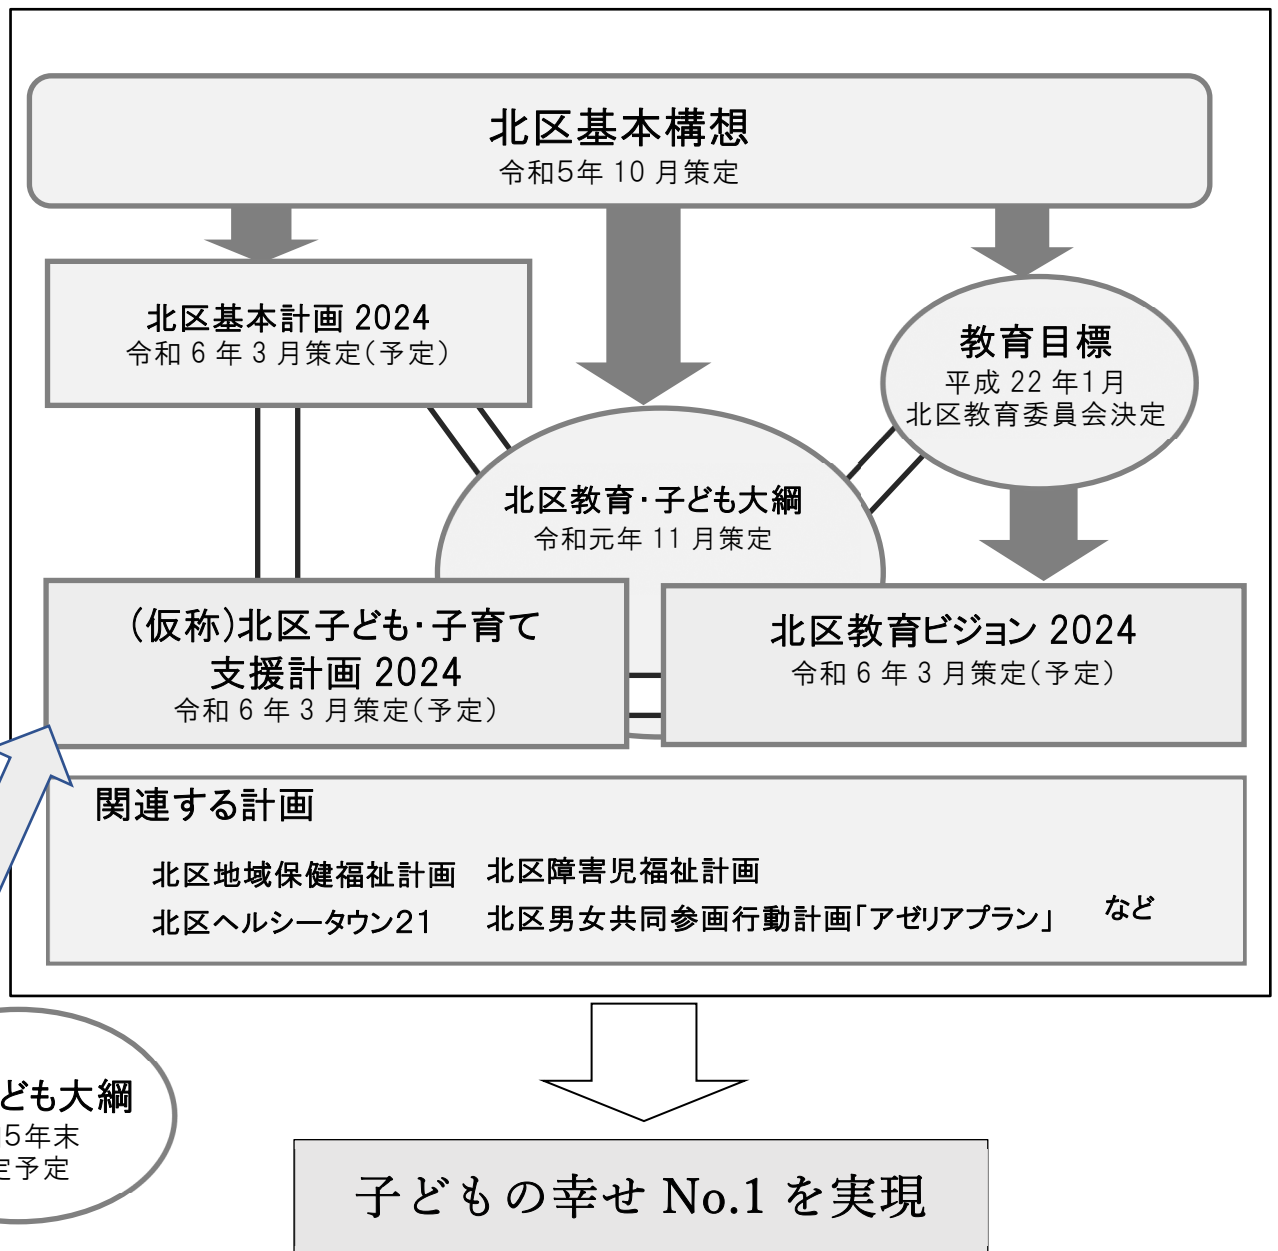 北区基本構想
令和5年 10 月策定
北区基本計画 2024
令和 6 年 3 月策定(予定)
教育目標
平成 22 年1月
北区教育委員会決定
北区教育・子ども大綱
令和元年 11 月策定
(仮称)北区子ども・子育て
支援計画 2024
令和 6 年 3 月策定(予定)
北区教育ビジョン 2024
令和 6 年 3 月策定(予定)
関連する計画
北区地域保健福祉計画
北区障害児福祉計画
北区ヘルシータウン21
北区男女共同参画行動計画「アゼリアプラン」
など
ども大綱
5年末
予定
子どもの幸せ No.1 を実現